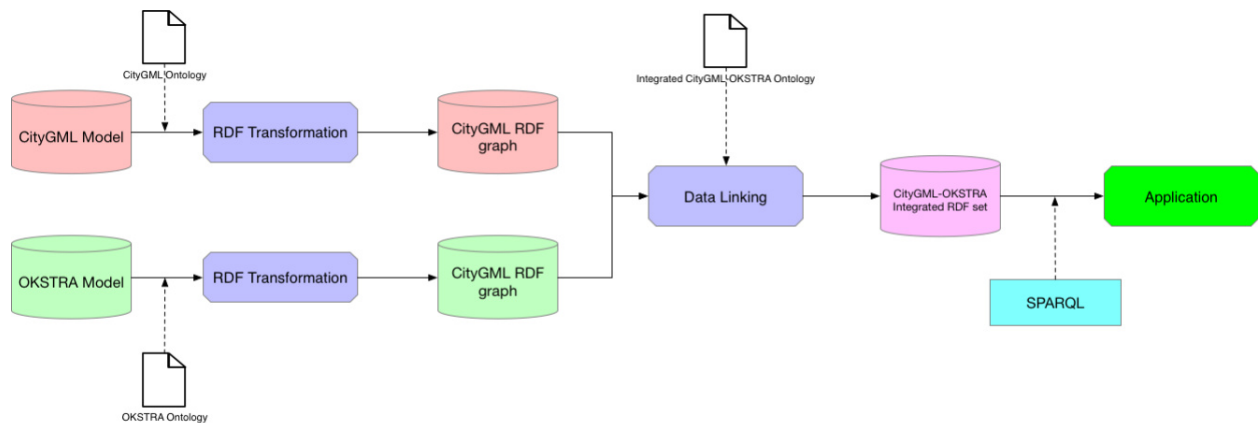 CityGML Ontology
Integrated CityGML-OKSTRA Ontology
CityGML Model
RDF Transformation
CityGML RDF
graph
Data Linking
CityGML-OKSTRA
Integrated RDF set
Application
OKSTRA Model
RDF Transformation
CityGML RDF
graph
SPARQL
OKSTRA Ontology